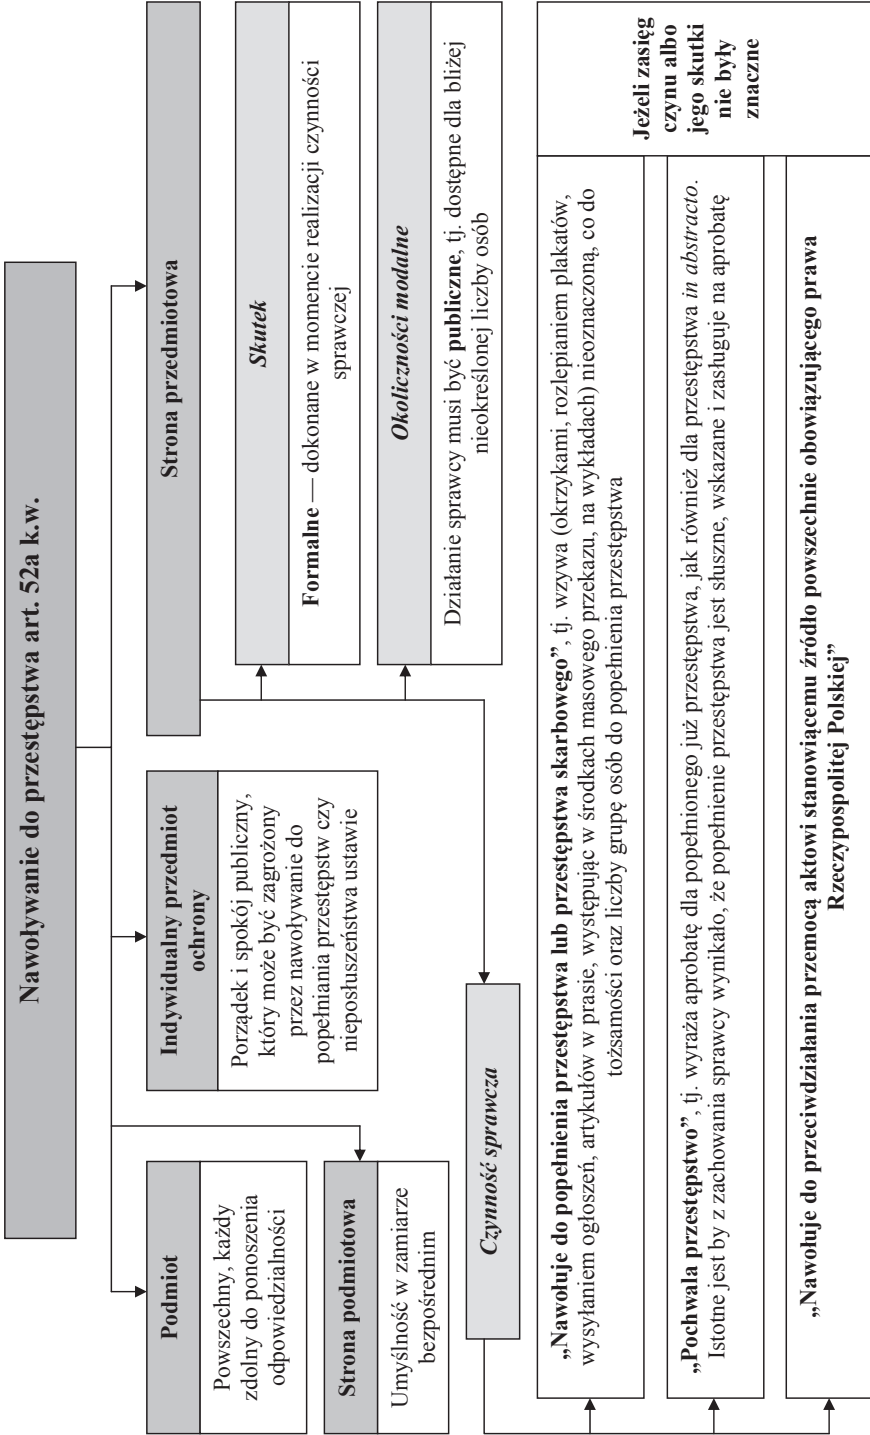 Nawoływanie do przestępstwa art. 52a k.w.
Podmiot
Powszechny, każdy
zdolny do ponoszenia
odpowiedzialności
Strona podmiotowa
Umyślność w zamiarze
bezpośrednim
Indywidualny przedmiot
ochrony
Porządek i spokój publiczny,
który może być zagrożony
przez nawoływanie do
popełniania przestępstw czy
nieposłuszeństwa ustawie
Strona przedmiotowa
Skutek
Formalne — dokonane w momencie realizacji czynności
sprawczej
Okoliczności modalne
Działanie sprawcy musi być publiczne, tj. dostępne dla bliżej
nieokreślonej liczby osób
Czynność sprawcza
„Nawołuje do popełnienia przestępstwa lub przestępstwa skarbowego”, tj. wzywa (okrzykami, rozlepianiem plakatów,
wysyłaniem ogłoszeń, artykułów w prasie, występując w środkach masowego przekazu, na wykładach) nieoznaczoną, co do
tożsamości oraz liczby grupę osób do popełnienia przestępstwa
„Pochwala przestępstwo”, tj. wyraża aprobatę dla popełnionego już przestępstwa, jak również dla przestępstwa in abstracto.
Istotne jest by z zachowania sprawcy wynikało, że popełnienie przestępstwa jest słuszne, wskazane i zasługuje na aprobatę
„Nawołuje do przeciwdziałania przemocą aktowi stanowiącemu źródło powszechnie obowiązującego prawa
Rzeczypospolitej Polskiej”
Jeżeli zasięg
czynu albo
jego skutki
nie były
znaczne